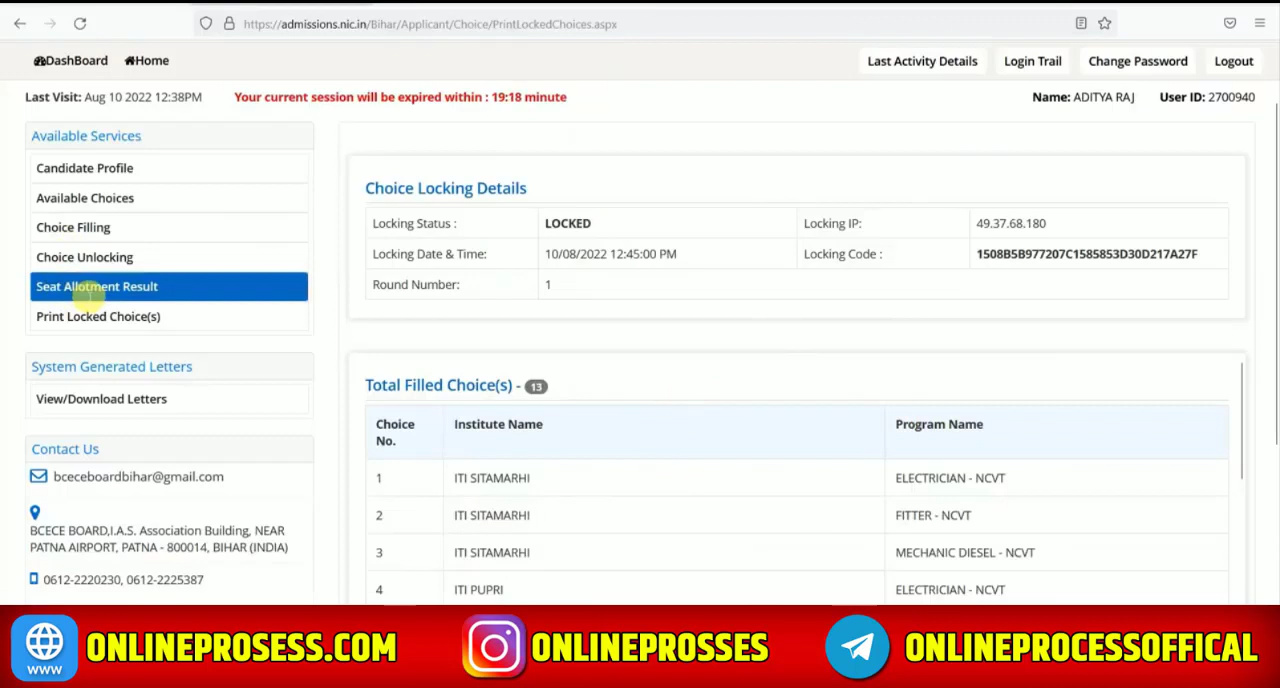 https://admissions.nic.in/Bihar/Applicant/Choice/PrintLockedChoices.aspx
DashBoard Home Last Activity Details Login Trail Change Password Logout
Last Visit: Aug 10 2022 12:38PM Your current session will be expired within : 19:18 minute Name: ADITYA RAJ User ID: 2700940
Available Services
Candidate Profile
Available Choices
Choice Filling
Choice Unlocking
Seat Allotment Result
Print Locked Choice(s)
System Generated Letters
View/Download Letters
Contact Us
bceceboardbihar@gmail.com
BCECE BOARD,I.A.S. Association Building, NEAR
PATNA AIRPORT, PATNA - 800014, BIHAR (INDIA)
0612-2220230, 0612-2225387
Choice Locking Details
Locking Status : LOCKED Locking IP: 49.37.68.180
Locking Date & Time: 10/08/2022 12:45:00 PM Locking Code : 1508B5B977207C1585853D30D217A27F
Round Number: 1
Total Filled Choice(s) - 13
Choice No. Institute Name Program Name
1 ITI SITAMARHI ELECTRICIAN - NCVT
2 ITI SITAMARHI FITTER - NCVT
3 ITI SITAMARHI MECHANIC DIESEL - NCVT
4 ITI PUPRI ELECTRICIAN - NCVT
WWW ONLINEPROSESS.COM ONLINEPROSSES ONLINEPROCESSOFFICAL